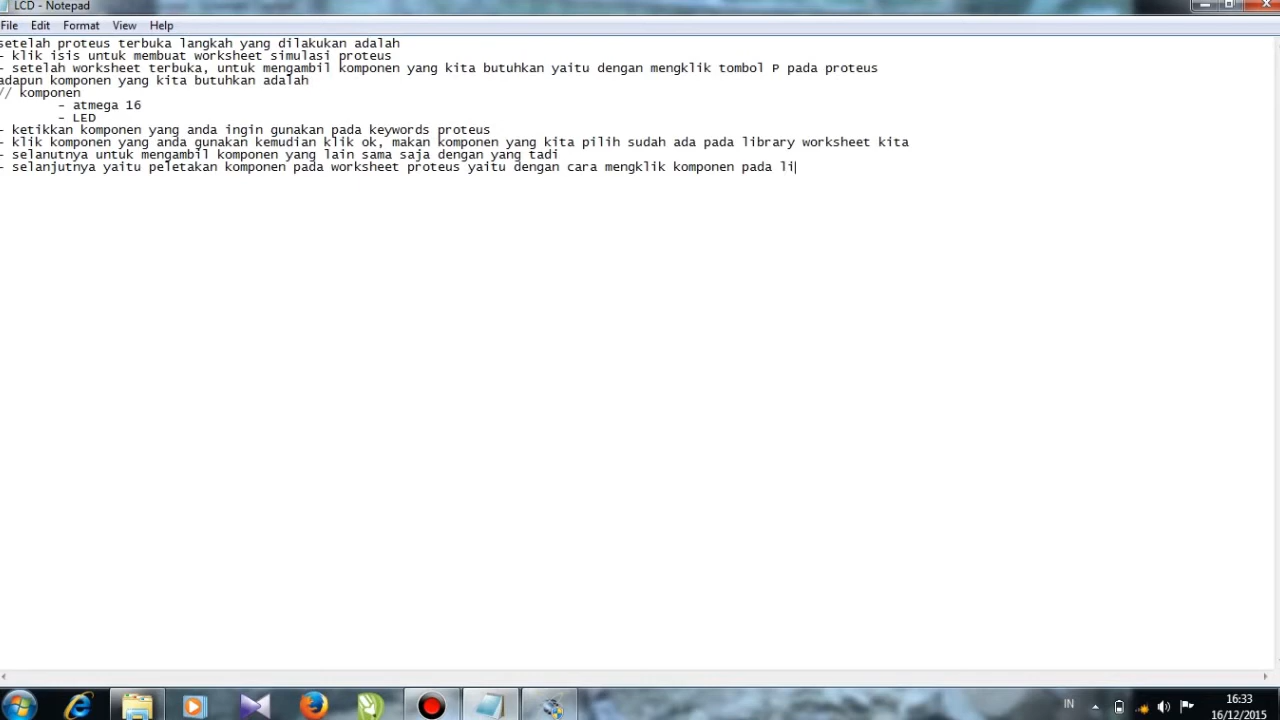 LCD - Notepad
File Edit Format View Help
setelah proteus terbuka langkah yang dilakukan adalah
- klik isis untuk membuat worksheet simulasi proteus
- setelah worksheet terbuka, untuk mengambil komponen yang kita butuhkan yaitu dengan mengklik tombol P pada proteus
adapun komponen yang kita butuhkan adalah
// komponen
- atmega 16
- LED
- ketikkan komponen yang anda ingin gunakan pada keywords proteus
- klik komponen yang anda gunakan kemudian klik ok, makan komponen yang kita pilih sudah ada pada library worksheet kita
- selanutnya untuk mengambil komponen yang lain sama saja dengan yang tadi
- selanjutnya yaitu peletakan komponen pada worksheet proteus yaitu dengan cara mengklik komponen pada li
IN
16:33
16/12/2015